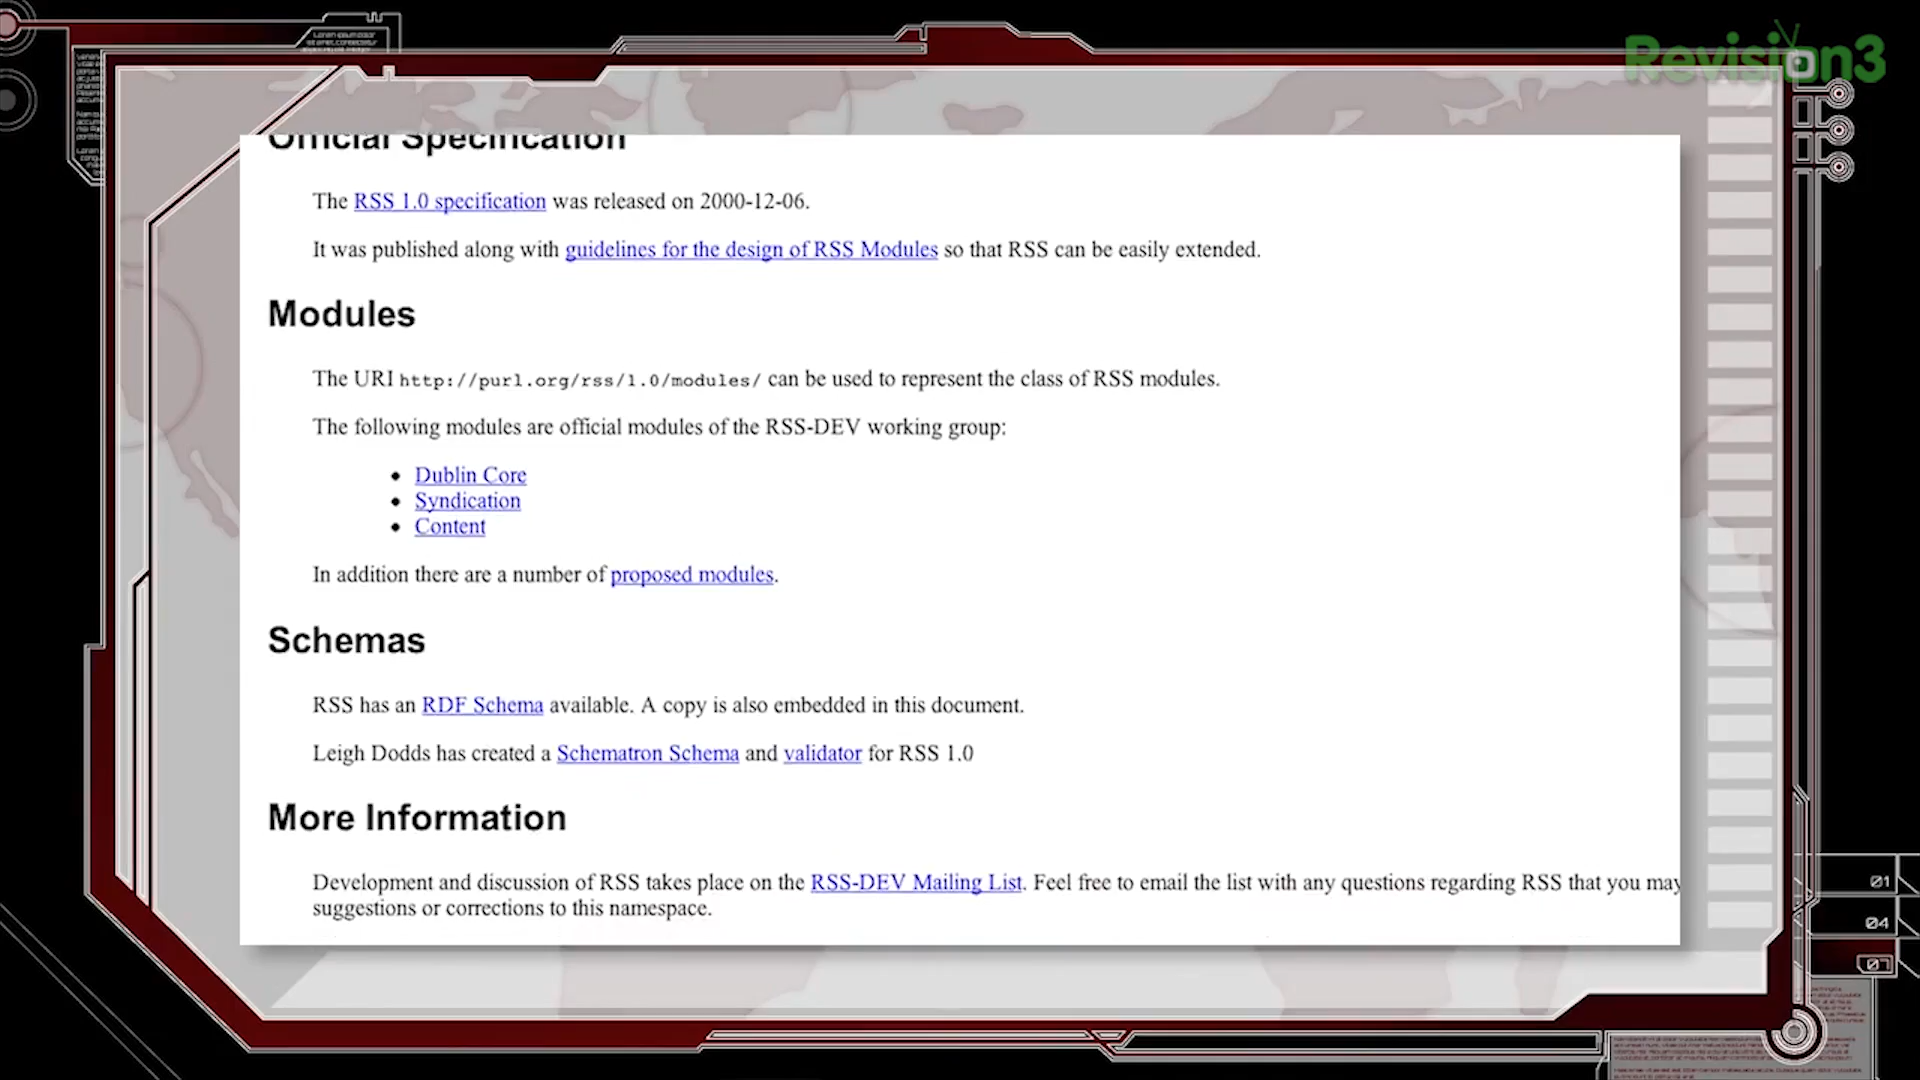 Revision3
Official Specification
The RSS 1.0 specification was released on 2000-12-06.
It was published along with guidelines for the design of RSS Modules so that RSS can be easily extended.
Modules
The URI http://purl.org/rss/1.0/modules/ can be used to represent the class of RSS modules.
The following modules are official modules of the RSS-DEV working group:
• Dublin Core
• Syndication
• Content
In addition there are a number of proposed modules.
Schemas
RSS has an RDF Schema available. A copy is also embedded in this document.
Leigh Dodds has created a Schematron Schema and validator for RSS 1.0
More Information
Development and discussion of RSS takes place on the RSS-DEV Mailing List. Feel free to email the list with any questions regarding RSS that you may
suggestions or corrections to this namespace.
01
04
07